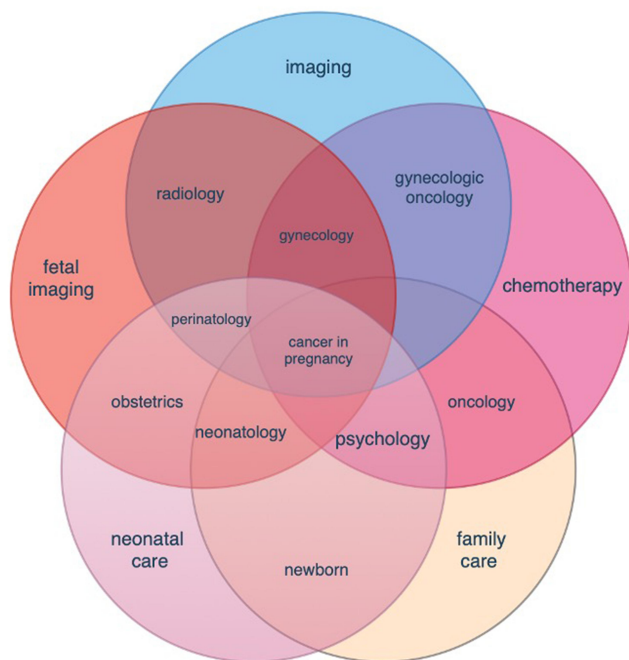 imaging
radiology
gynecologic
oncology
gynecology
fetal
imaging
chemotherapy
perinatology
cancer in
pregnancy
obstetrics
oncology
neonatology
psychology
neonatal
care
family
care
newborn